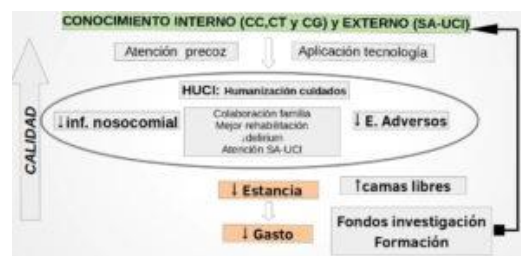 CONOCIMIENTO INTERNO (CC,CT y CG) y EXTERNO (SA-UCI)
Atención precoz
Aplicación tecnología
HUCI: Humanización cuidados
↓inf. nosocomial
Colaboración familia
Mejor rehabilitación
↓delirium
Atención SA-UCI
↓ E. Adversos
CALIDAD
↓ Estancia
↑camas libres
↓ Gasto
Fondos investigación
Formación